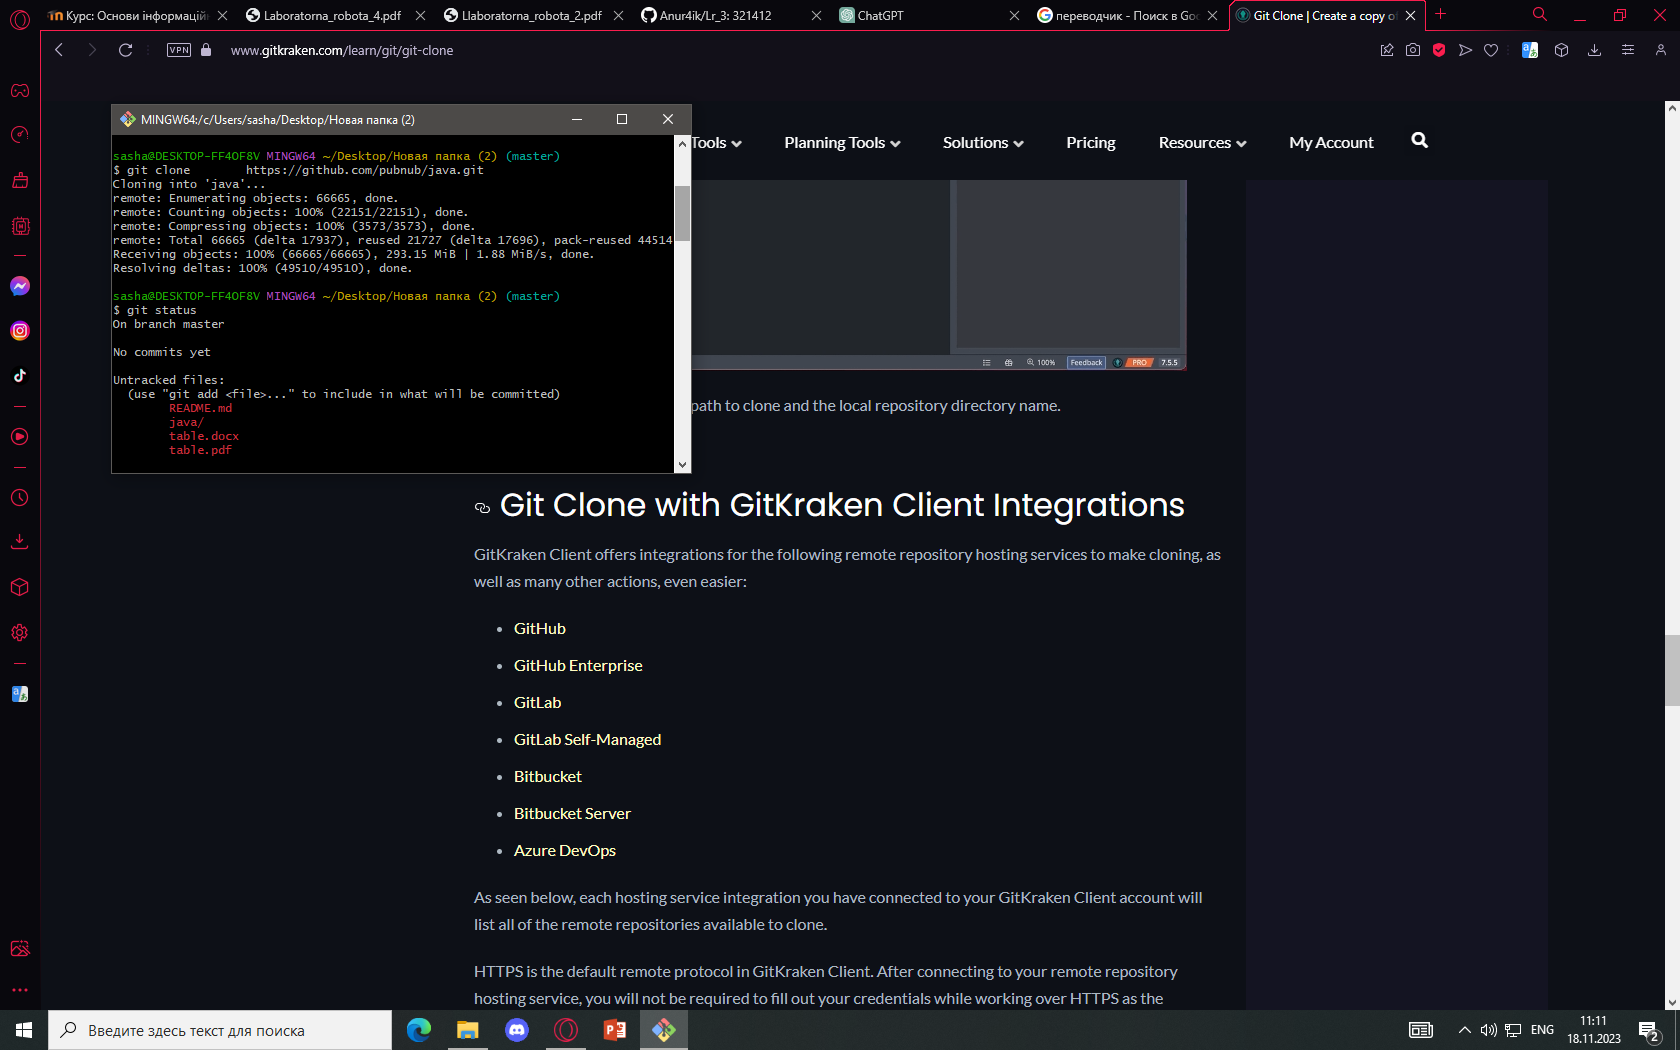 Курс: Основи інформаційн
Laboratorna_robota_4.pdf
Llaboratorna_robota_2.pdf
Anur4ik/Lr_3: 321412
ChatGPT
переводчик - Поиск в Goo
Git Clone | Create a copy of
VPN
www.gitkraken.com/learn/git/git-clone
MINGW64:/c/Users/sasha/Desktop/Новая папка (2)
Tools
Planning Tools
Solutions
Pricing
Resources
My Account
sasha@DESKTOP-FF4OF8V MINGW64 ~/Desktop/Новая папка (2) (master)
$ git clone        https://github.com/pubnub/java.git
Cloning into 'java'...
remote: Enumerating objects: 66665, done.
remote: Counting objects: 100% (22151/22151), done.
remote: Compressing objects: 100% (3573/3573), done.
remote: Total 66665 (delta 17937), reused 21727 (delta 17696), pack-reused 44514
Receiving objects: 100% (66665/66665), 293.15 MiB | 1.88 MiB/s, done.
Resolving deltas: 100% (49510/49510), done.
sasha@DESKTOP-FF4OF8V MINGW64 ~/Desktop/Новая папка (2) (master)
$ git status
On branch master
No commits yet
Untracked files:
(use "git add <file>..." to include in what will be committed)
README.md
java/
table.docx
table.pdf
100%
Feedback
PRO
7.5.5
path to clone and the local repository directory name.
Git Clone with GitKraken Client Integrations
GitKraken Client offers integrations for the following remote repository hosting services to make cloning, as
well as many other actions, even easier:
• GitHub
• GitHub Enterprise
• GitLab
• GitLab Self-Managed
• Bitbucket
• Bitbucket Server
• Azure DevOps
As seen below, each hosting service integration you have connected to your GitKraken Client account will
list all of the remote repositories available to clone.
HTTPS is the default remote protocol in GitKraken Client. After connecting to your remote repository
hosting service, you will not be required to fill out your credentials while working over HTTPS as the
Введите здесь текст для поиска
ENG
11:11
18.11.2023
2